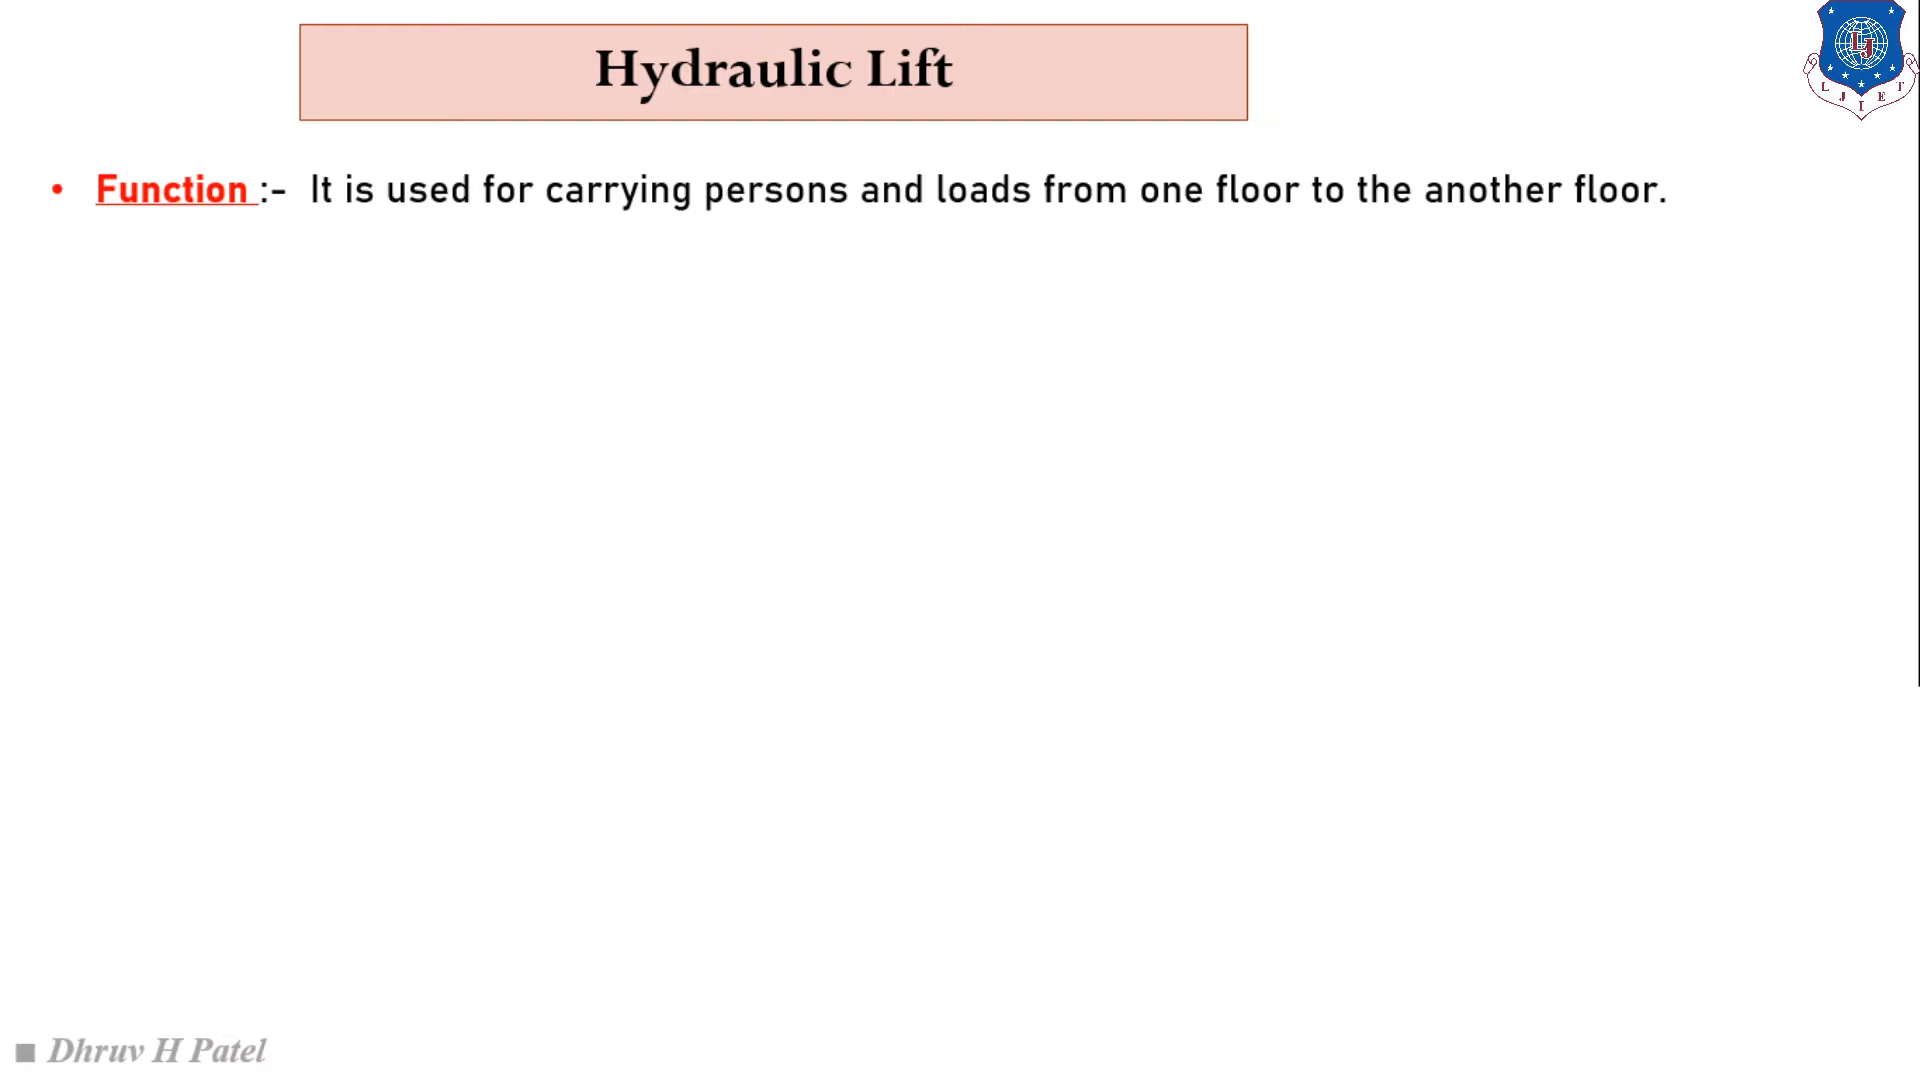 Hydraulic Lift
LJ
L J I E T
• Function :- It is used for carrying persons and loads from one floor to the another floor.
Dhruv H Patel